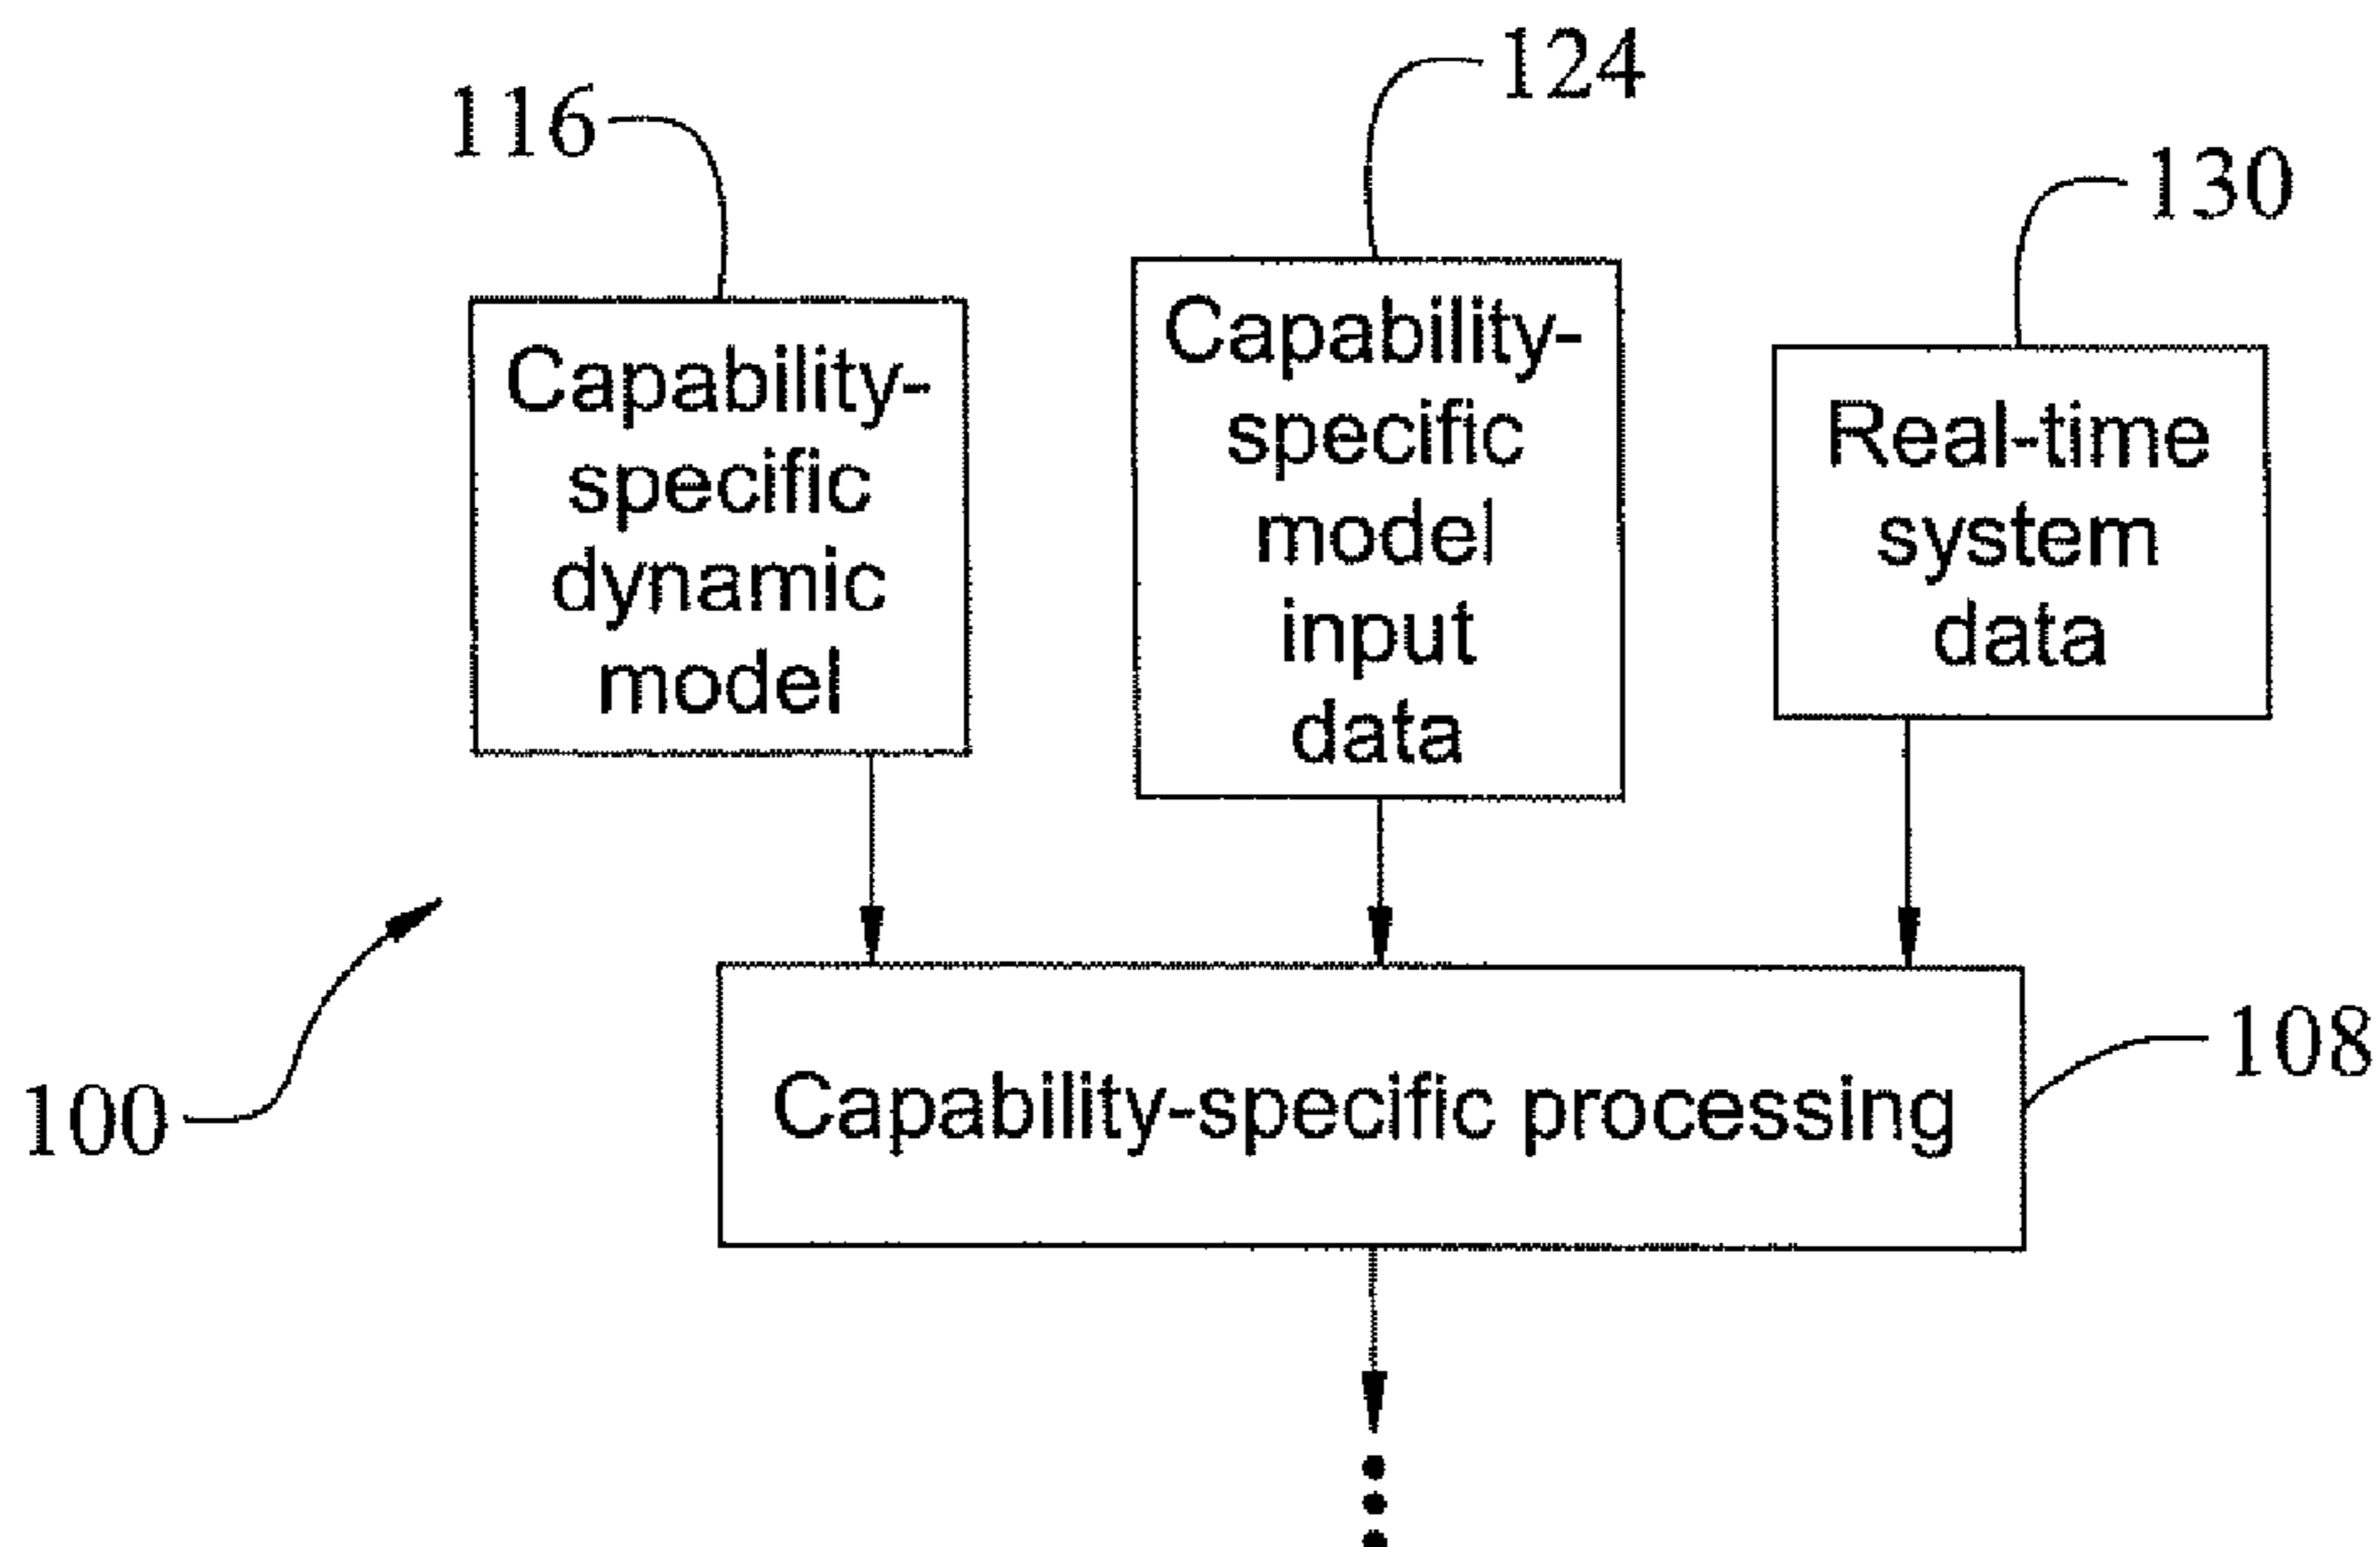 116
124
130
Capability-
specific
dynamic
model
Capability-
specific
model
input
data
Real-time
system
data
100
Capability-specific processing
108